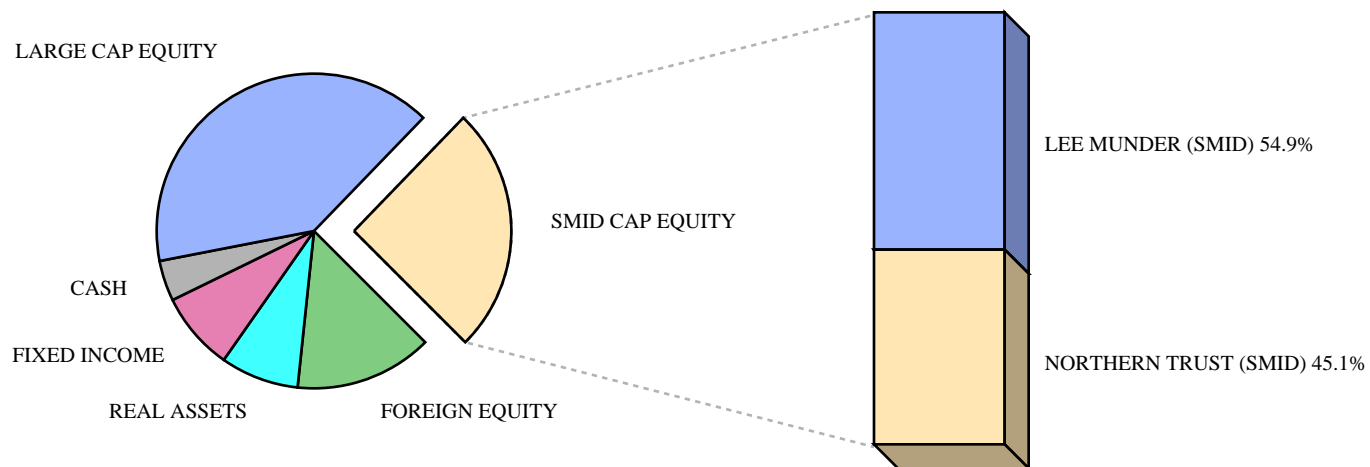 LARGE CAP EQUITY
LEE MUNDER (SMID) 54.9%
SMID CAP EQUITY
CASH
FIXED INCOME
NORTHERN TRUST (SMID) 45.1%
REAL ASSETS
FOREIGN EQUITY